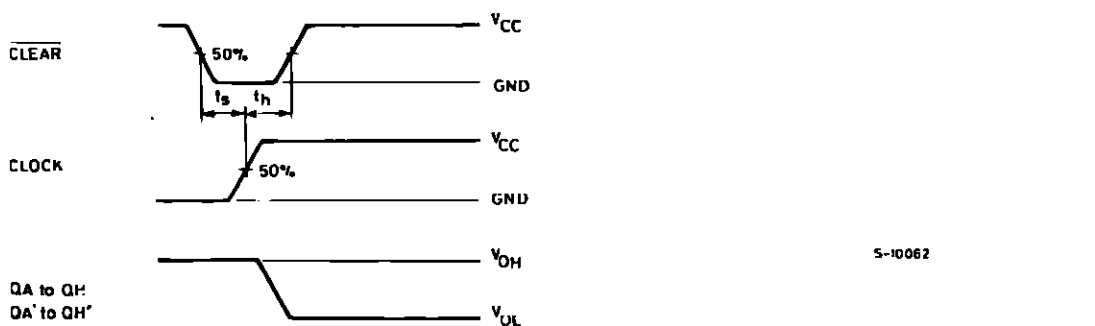 VCC
CLEAR
50%
GND
ts th
VCC
CLOCK
50%
GND
VOH
S-10062
QA to QH
QA' to QH'
VOL